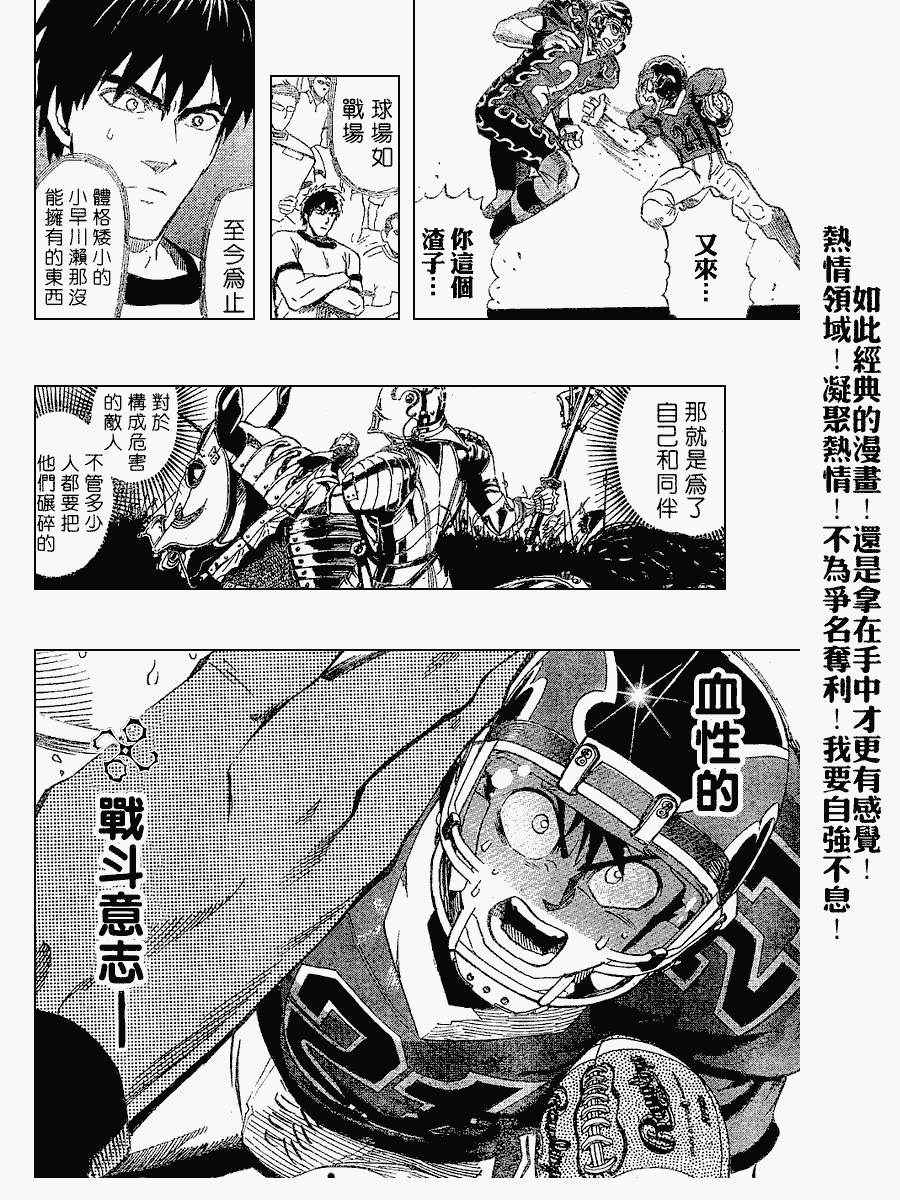 如此經典的漫畫！還是拿在手中才更有感覺！
熱情領域！凝聚熱情！不為爭名奪利！我要自強不息！
又來…
你這個
渣子…
球場如
戰場
至今爲止
體格矮小的
小早川瀨那沒
能擁有的東西
那就是爲了
自己和同伴
對於
構成危害
的敵人
不管多少
人都要把
他們碾碎的
血性的
戰斗意志—
21
21
21